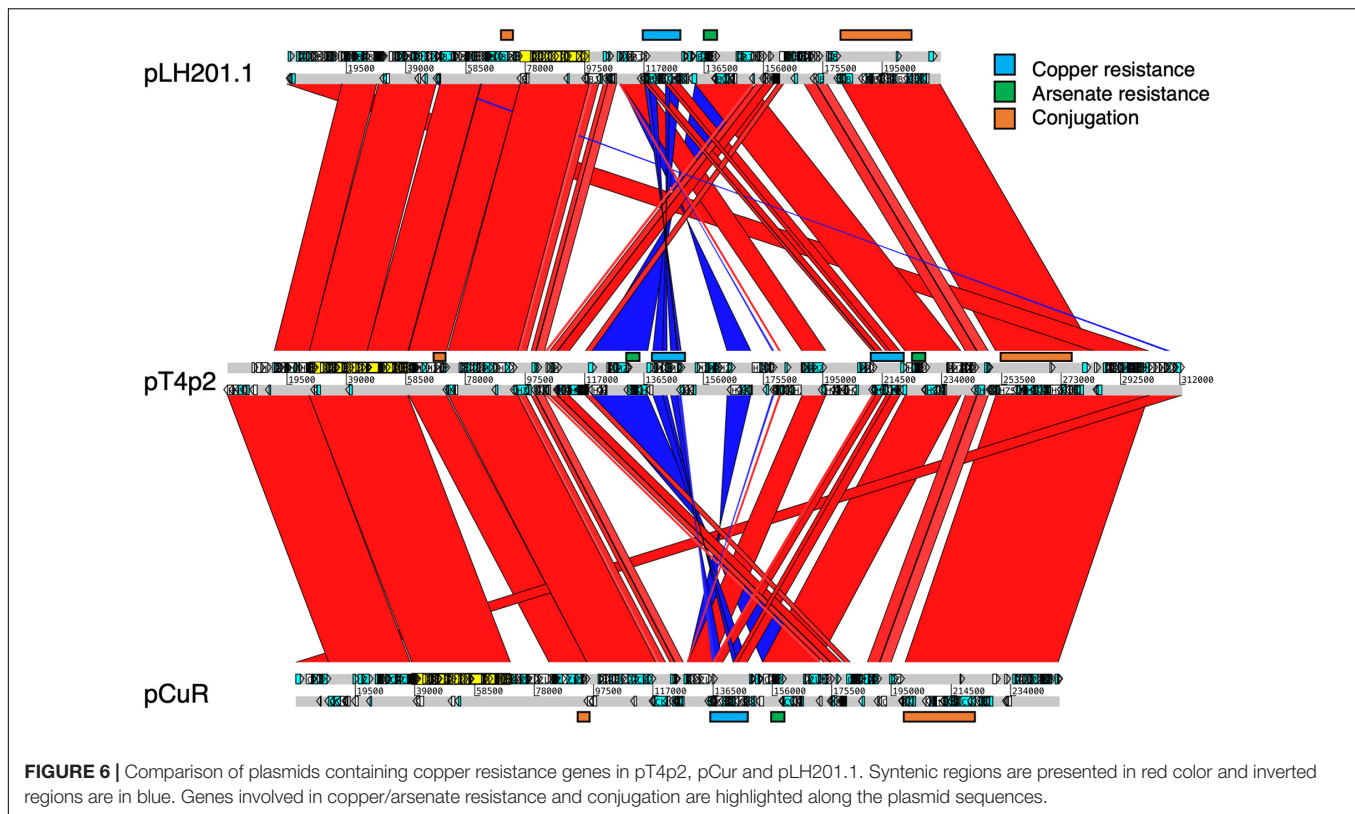 pLH201.1
19500 39000 58500 78000 97500 117000 136500 156000 175500 195000
Copper resistance
Arsenate resistance
Conjugation
pT4p2
19500 39000 58500 78000 97500 117000 136500 156000 175500 195000 214500 234000 253500 273000 292500 312000
pCuR
19500 39000 58500 78000 97500 117000 136500 156000 175500 195000 214500 234000
FIGURE 6 | Comparison of plasmids containing copper resistance genes in pT4p2, pCur and pLH201.1. Syntenic regions are presented in red color and inverted
regions are in blue. Genes involved in copper/arsenate resistance and conjugation are highlighted along the plasmid sequences.